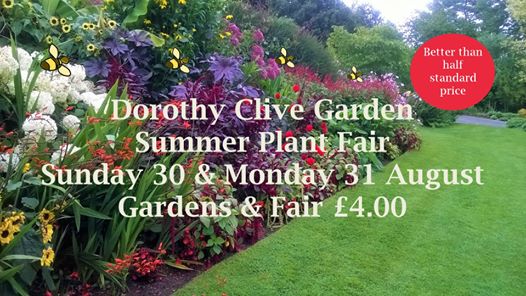 Better than
half
standard
price
Dorothy Clive Garden
Summer Plant Fair
Sunday 30 & Monday 31 August
Gardens & Fair £4.00